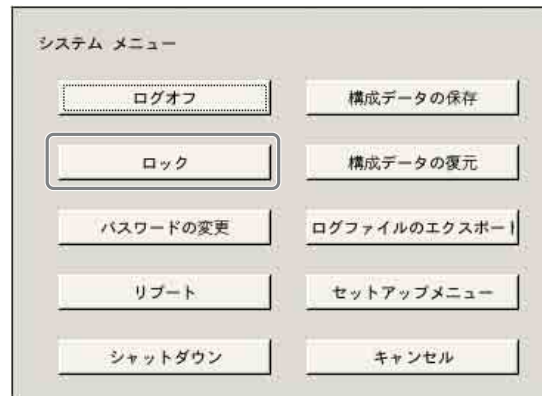 システム メニュー
ログオフ
構成データの保存
ロック
構成データの復元
パスワードの変更
ログファイルのエクスポート
リブート
セットアップメニュー
シャットダウン
キャンセル